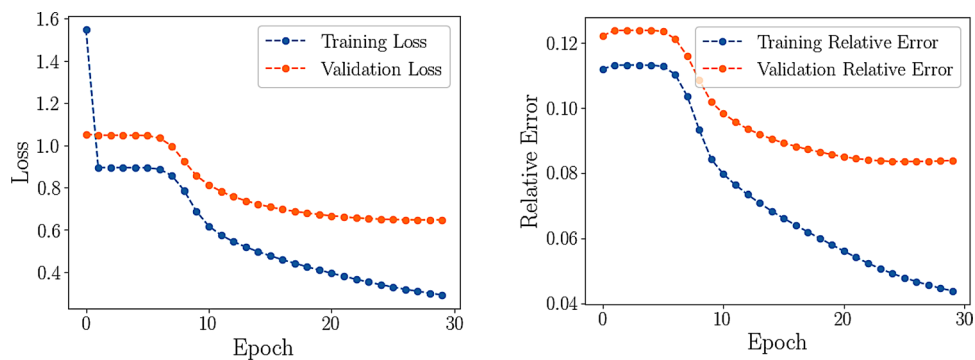 1.6
1.4
1.2
1.0
0.8
0.6
0.4
Loss
0
10
20
30
Epoch
Training Loss
Validation Loss
0.12
0.10
0.08
0.06
0.04
Relative Error
0
10
20
30
Epoch
Training Relative Error
Validation Relative Error